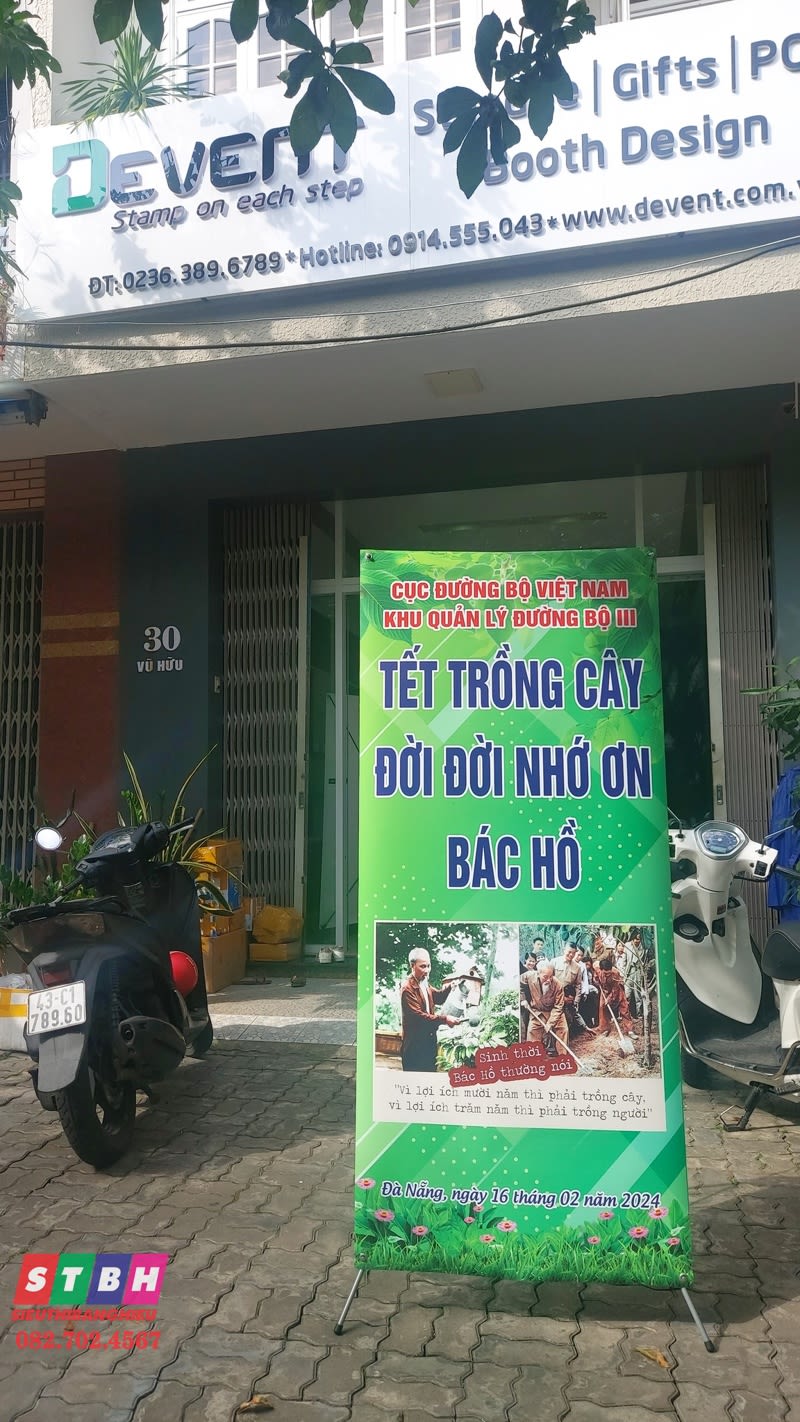 DEVENT
Stamp on each step
Gifts | PO
Booth Design
ĐT: 0236.389.6789 * Hotline: 0914.555.043 * www.devent.com.v
30
VŨ HỮU
CỤC ĐƯỜNG BỘ VIỆT NAM
KHU QUẢN LÝ ĐƯỜNG BỘ III
TẾT TRỒNG CÂY
ĐỜI ĐỜI NHỚ ƠN
BÁC HỒ
Sinh thời
Bác Hồ thường nói
"Vì lợi ích mười năm thì phải trồng cây,
vì lợi ích trăm năm thì phải trồng người"
Đà Nẵng, ngày 16 tháng 02 năm 2024
43-C1
789.60
STBH
082.702.4567